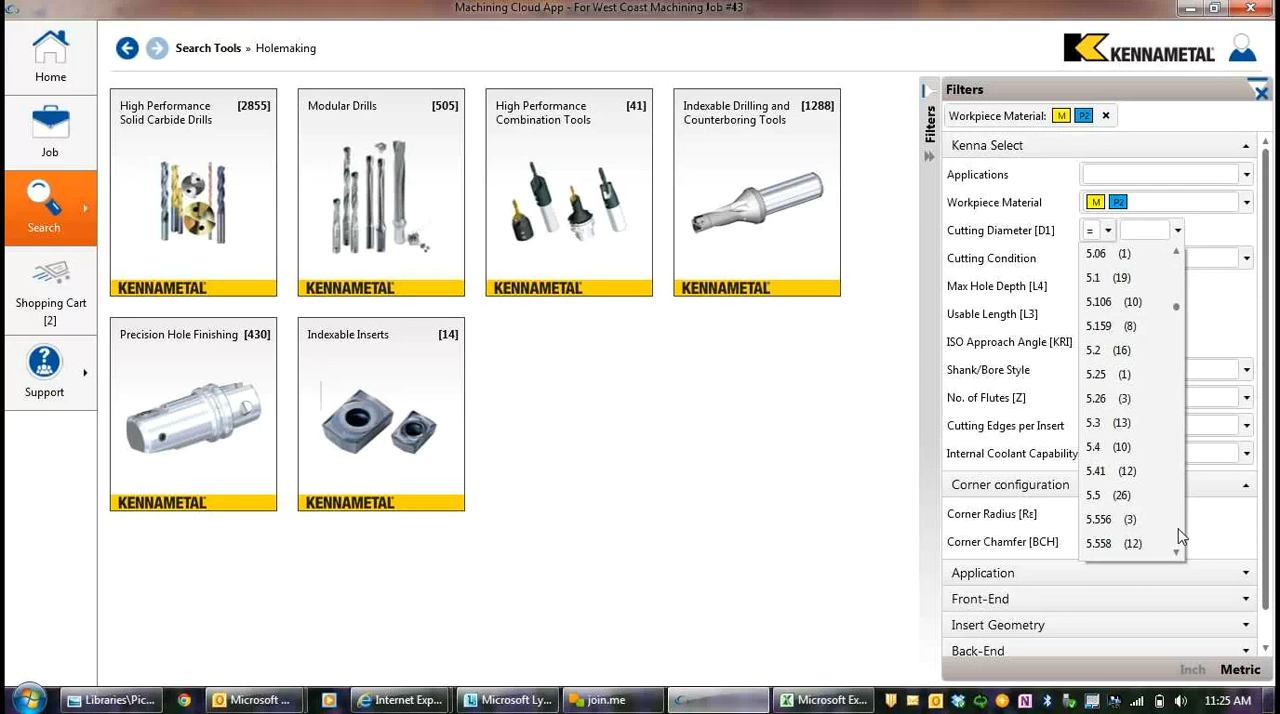 Machining Cloud App - For West Coast Machining Job #43
Home
Job
Search
Shopping Cart
[2]
Support
Search Tools » Holemaking
KENNAMETAL
High Performance
Solid Carbide Drills
[2855]
KENNAMETAL
Modular Drills
[505]
KENNAMETAL
High Performance
Combination Tools
[41]
KENNAMETAL
Indexable Drilling and
Counterboring Tools
[1288]
KENNAMETAL
Precision Hole Finishing
[430]
KENNAMETAL
Indexable Inserts
[14]
KENNAMETAL
Filters
Filters
Workpiece Material: M P2
Kenna Select
Applications
Workpiece Material M P2
Cutting Diameter [D1] =
Cutting Condition
Max Hole Depth [L4]
Usable Length [L3]
ISO Approach Angle [KRI]
Shank/Bore Style
No. of Flutes [Z]
Cutting Edges per Insert
Internal Coolant Capability
5.06 (1)
5.1 (19)
5.106 (10)
5.159 (8)
5.2 (16)
5.25 (1)
5.26 (3)
5.3 (13)
5.4 (10)
5.41 (12)
5.5 (26)
5.556 (3)
5.558 (12)
Corner configuration
Corner Radius [Rε]
Corner Chamfer [BCH]
Application
Front-End
Insert Geometry
Back-End
Inch Metric
Libraries\Pic...
Microsoft ...
Internet Exp...
Microsoft Ly...
join.me
Microsoft Ex...
11:25 AM